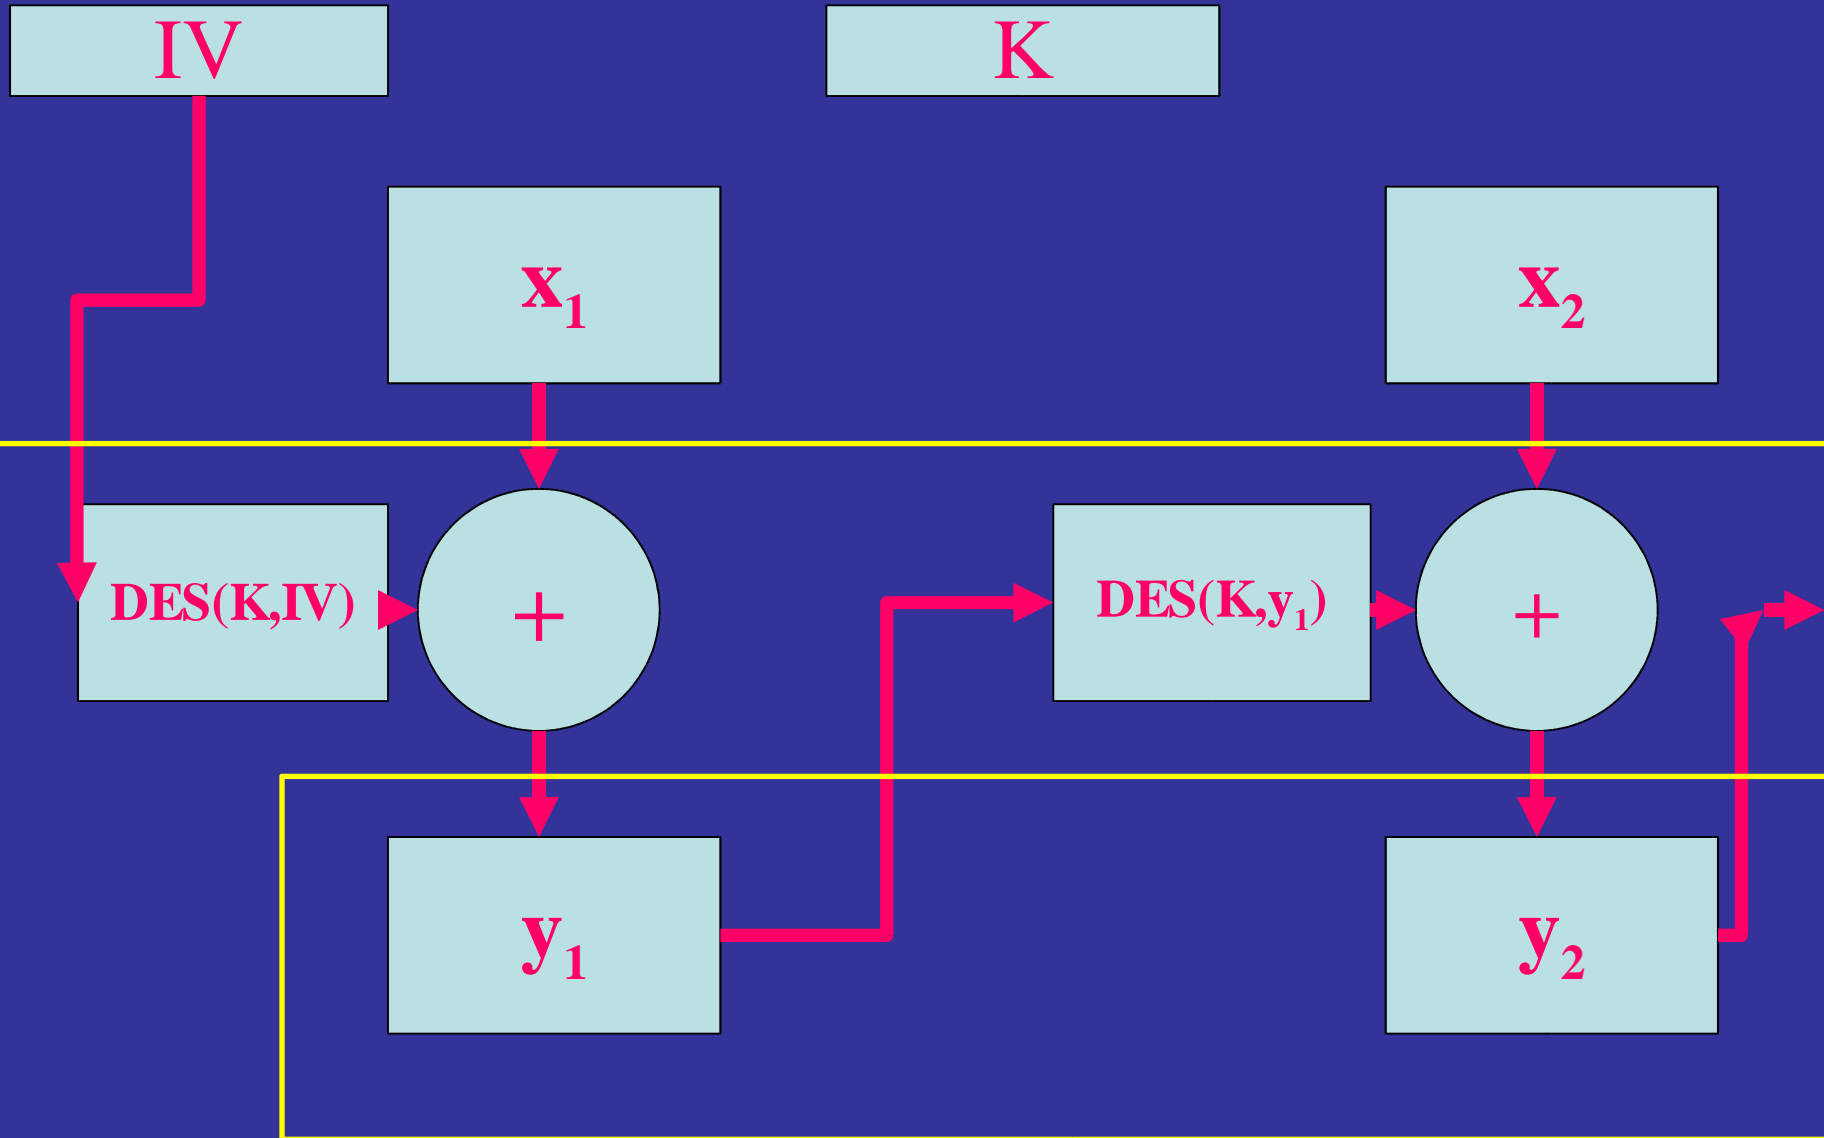 IV K
x₁ x₂
DES(K,IV) + DES(K,y₁) +
y₁ y₂